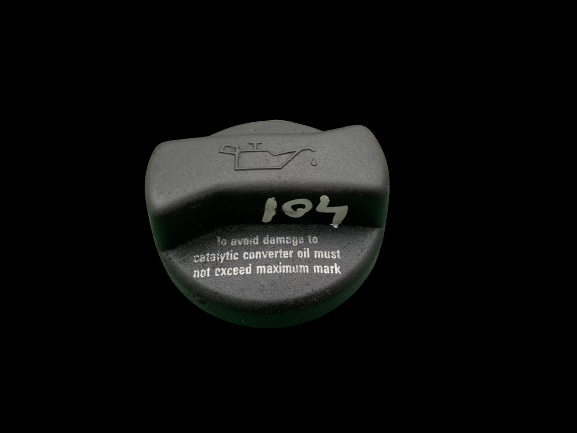 104
To avoid damage to
catalytic converter oil must
not exceed maximum mark